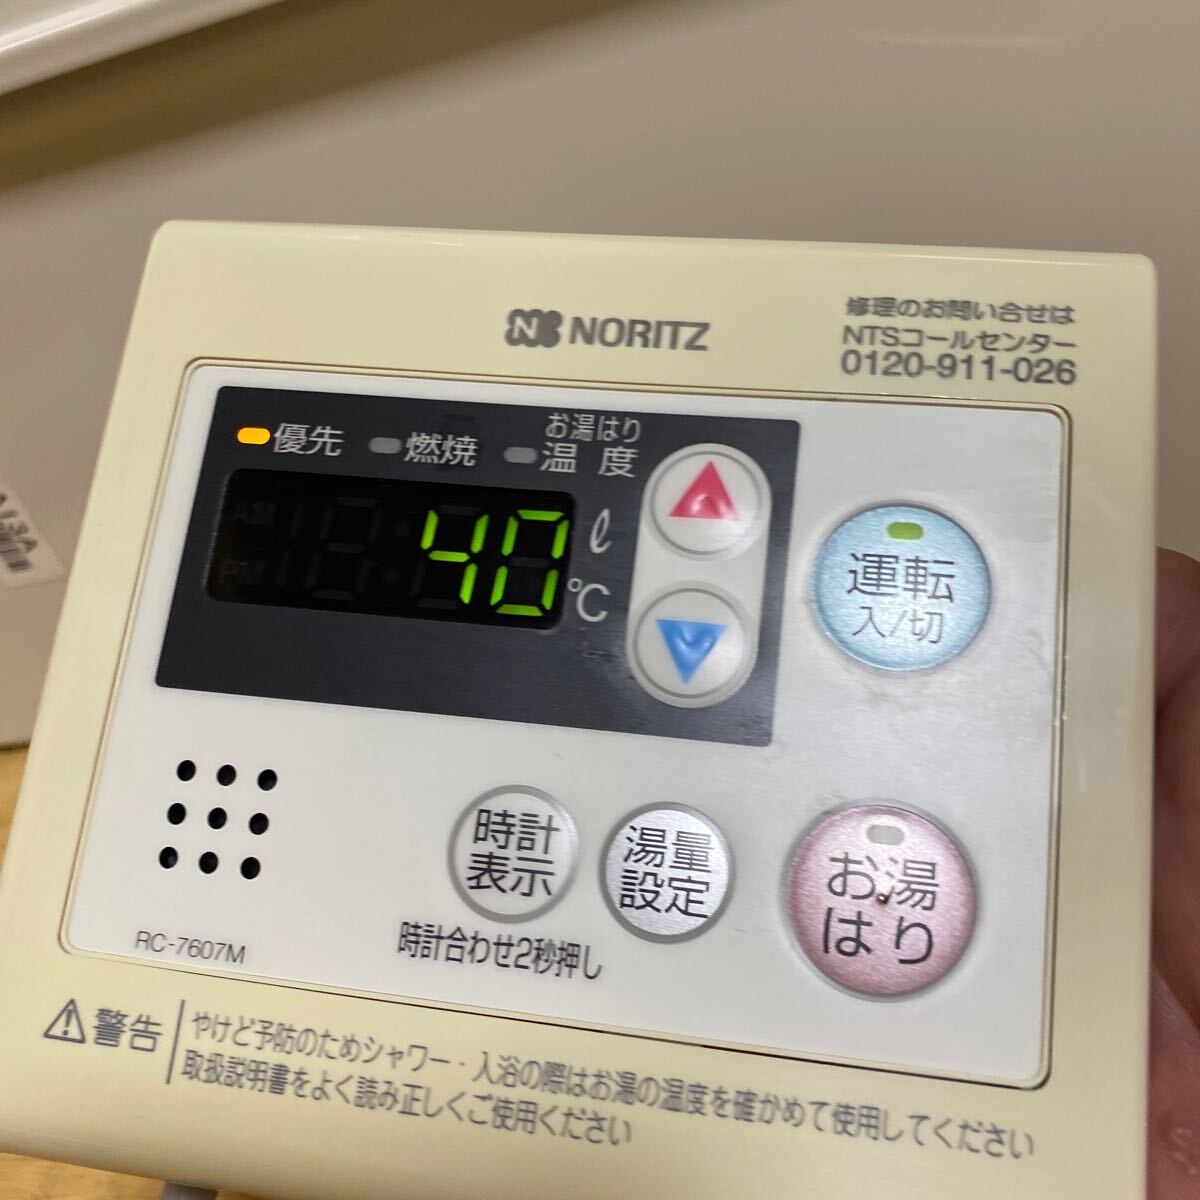 NORITZ
修理のお問い合せは
NTSコールセンター
0120-911-026
優先
燃焼
お湯はり
温度
AM
PM
40
ℓ
℃
運転
入/切
時計
表示
湯量
設定
お湯
はり
時計合わせ2秒押し
RC-7607M
警告
やけど予防のためシャワー・入浴の際はお湯の温度を確かめて使用してください
取扱説明書をよく読み正しくご使用ください